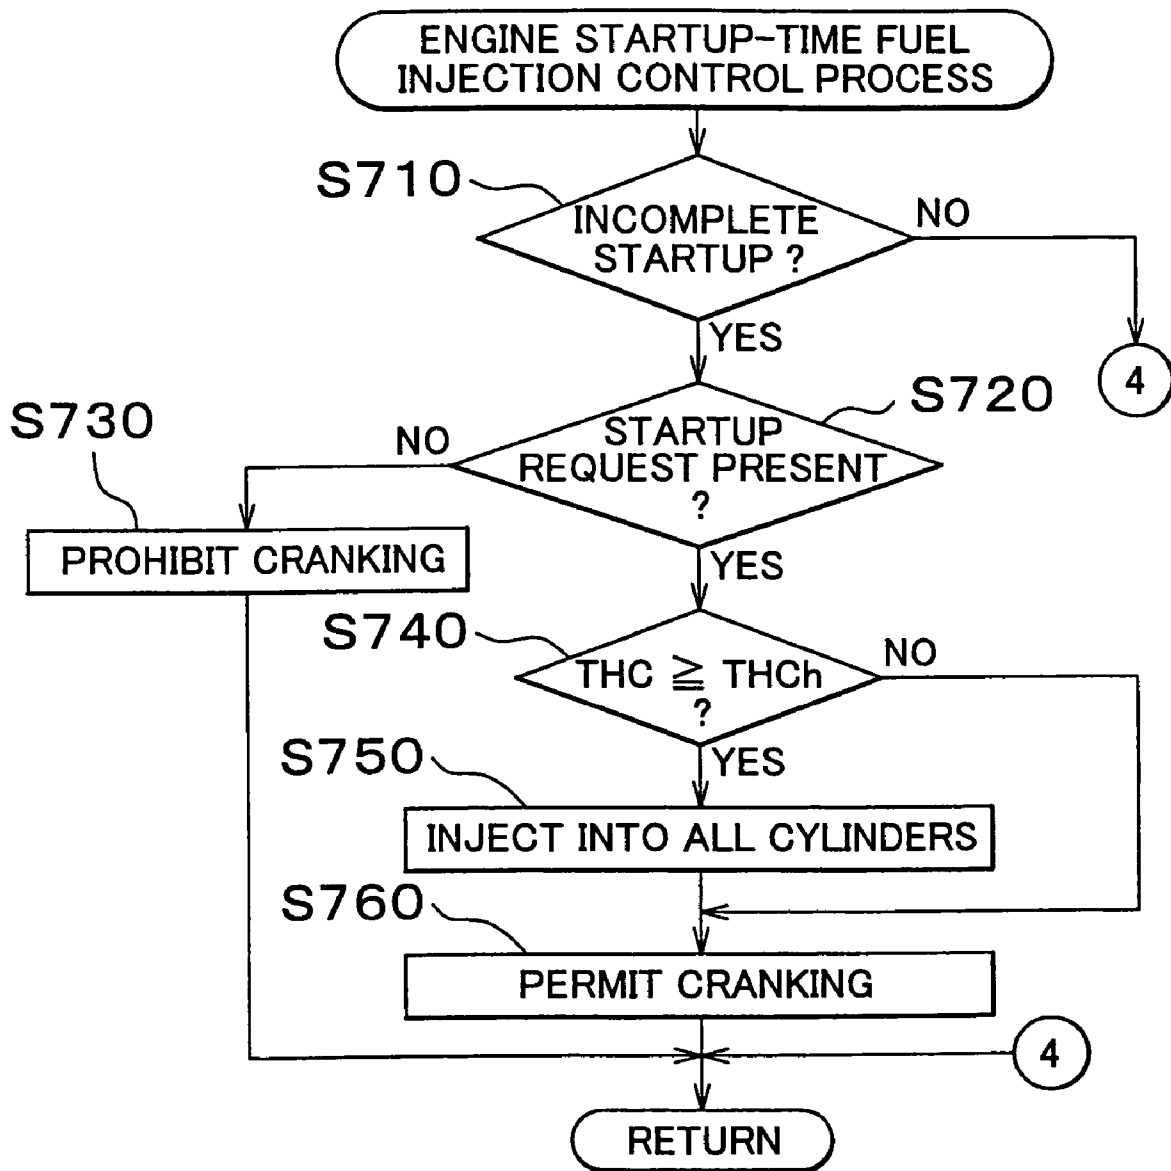 ENGINE STARTUP-TIME FUEL
INJECTION CONTROL PROCESS
S710
INCOMPLETE
STARTUP ?
NO
YES
4
S720
S730
NO
STARTUP
REQUEST PRESENT
?
PROHIBIT CRANKING
YES
S740
THC ≧ THCh
?
NO
YES
S750
INJECT INTO ALL CYLINDERS
S760
PERMIT CRANKING
4
RETURN